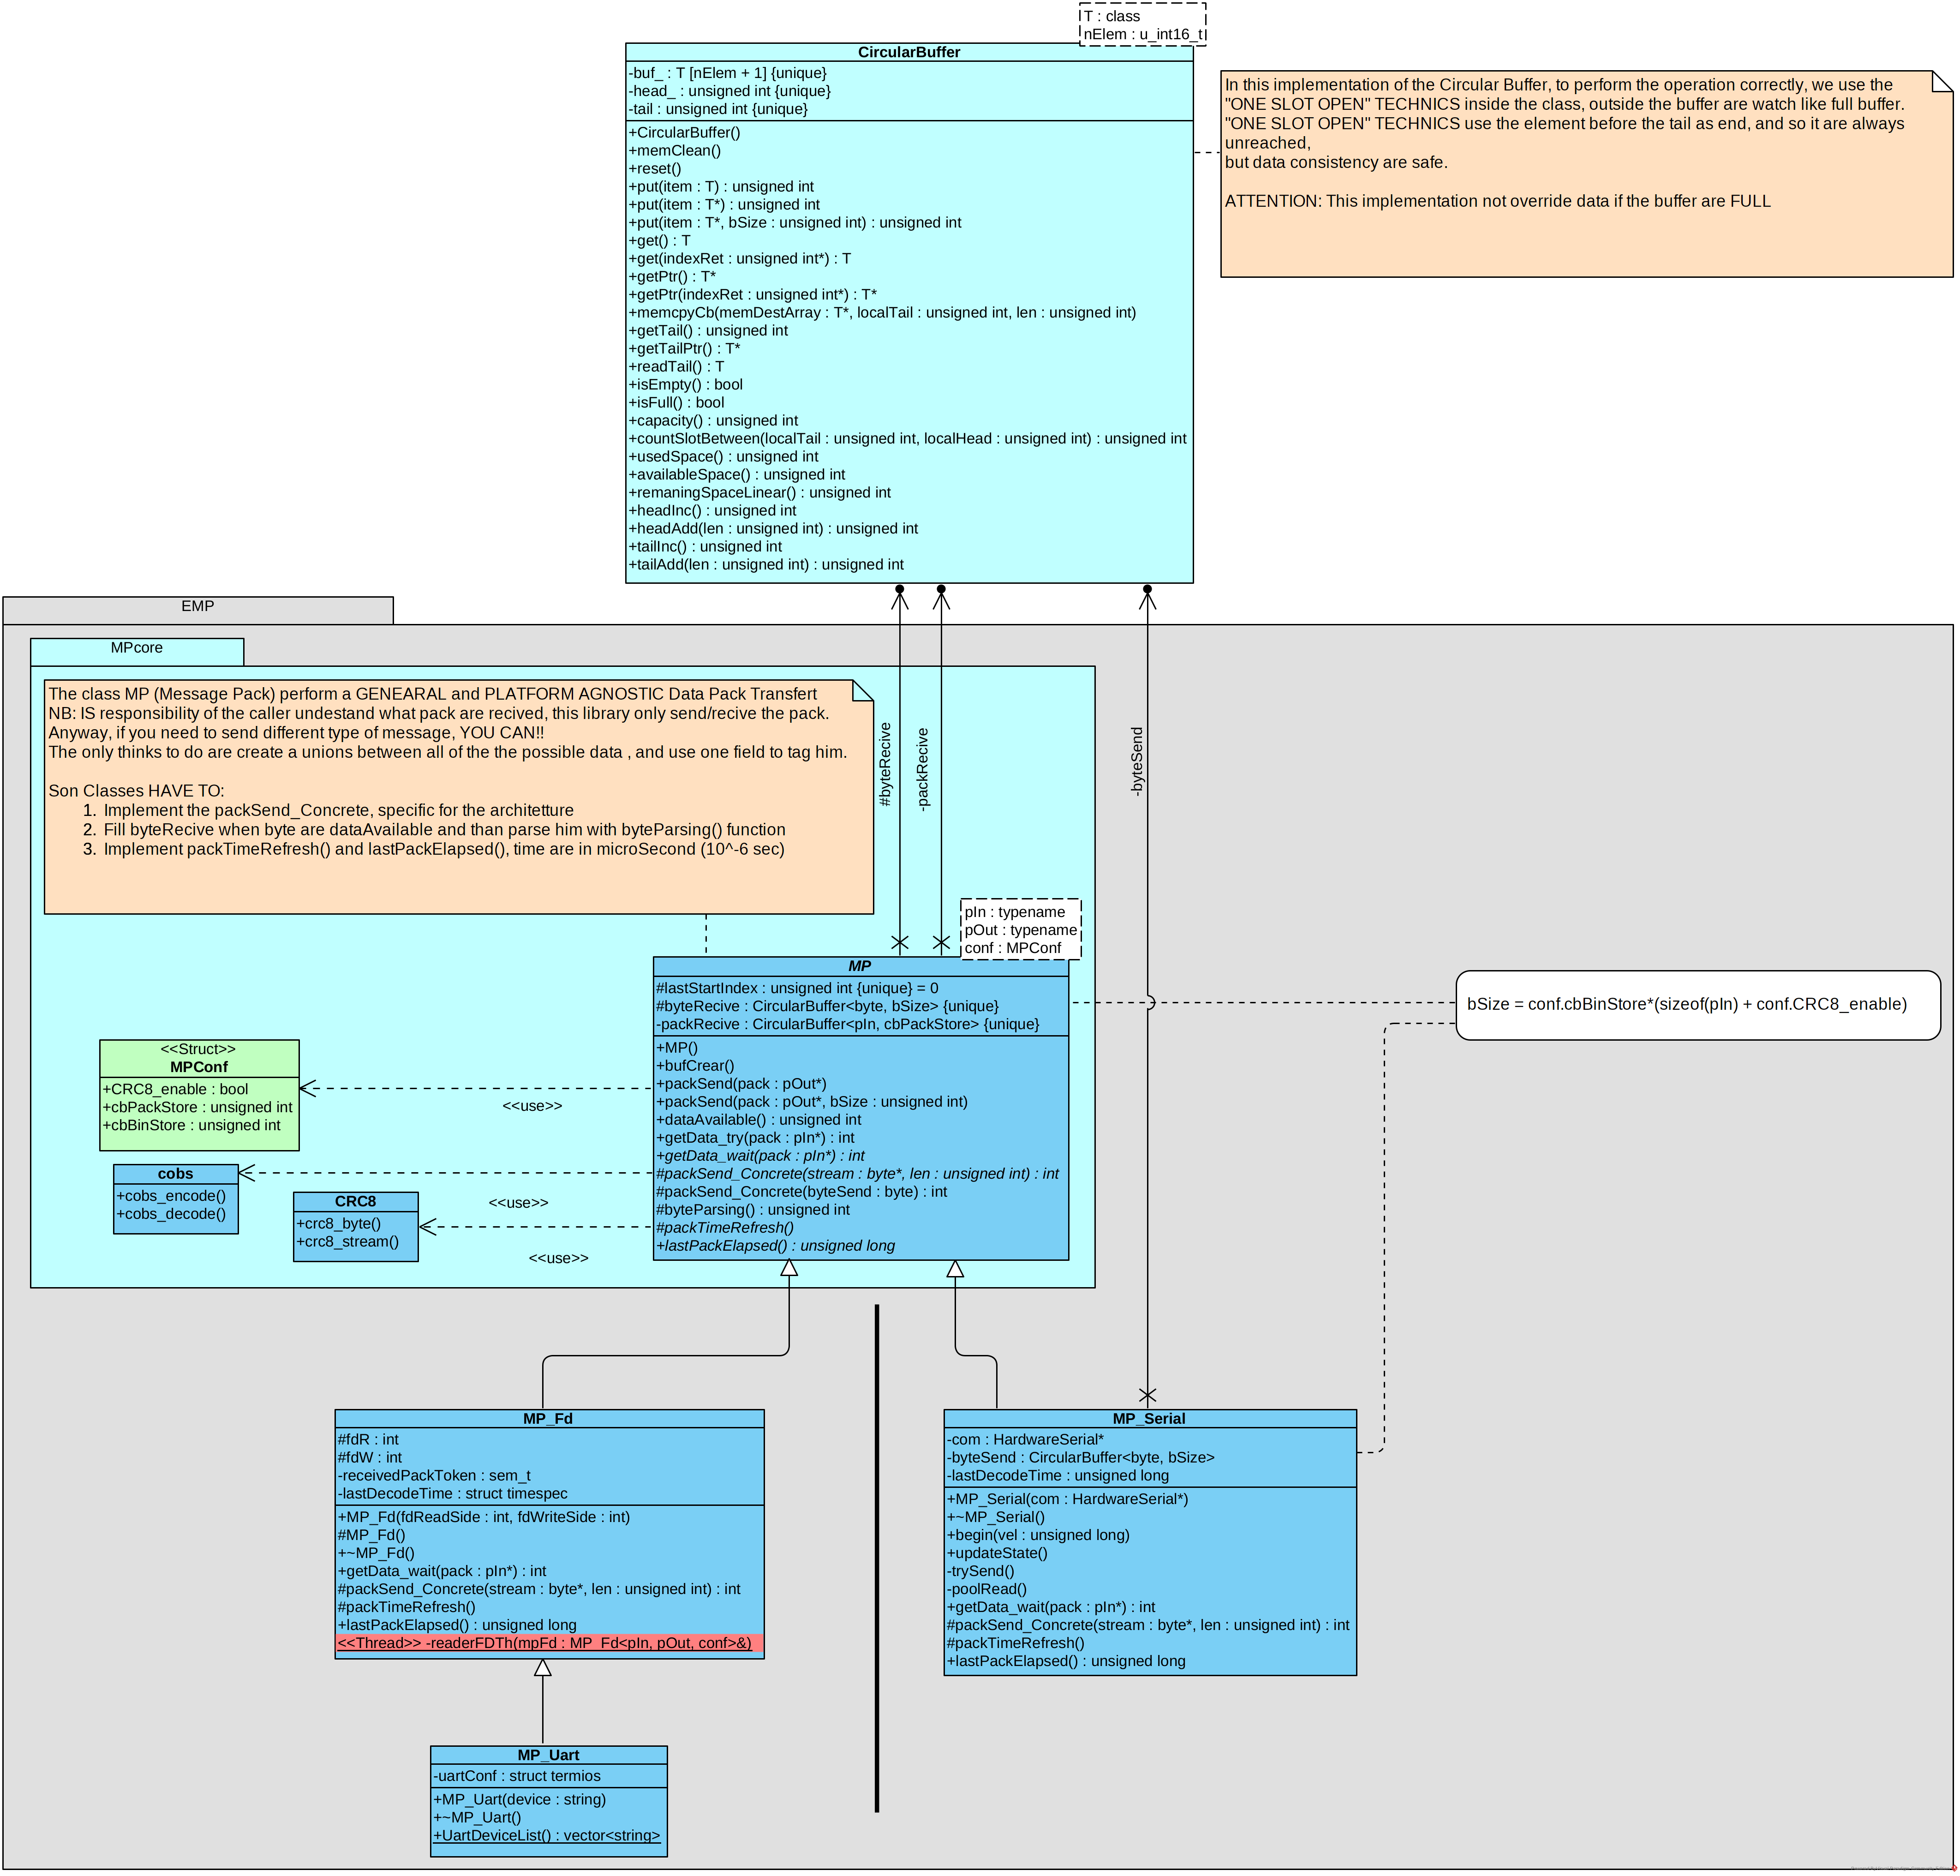 T : class
nElem : u_int16_t
CircularBuffer
-buf_ : T [nElem + 1] {unique}
-head_ : unsigned int {unique}
-tail : unsigned int {unique}
+CircularBuffer()
+memClean()
+reset()
+put(item : T) : unsigned int
+put(item : T*) : unsigned int
+put(item : T*, bSize : unsigned int) : unsigned int
+get() : T
+get(indexRet : unsigned int*) : T
+getPtr() : T*
+getPtr(indexRet : unsigned int*) : T*
+memcpyCb(memDestArray : T*, localTail : unsigned int, len : unsigned int)
+getTail() : unsigned int
+getTailPtr() : T*
+readTail() : T
+isEmpty() : bool
+isFull() : bool
+capacity() : unsigned int
+countSlotBetween(localTail : unsigned int, localHead : unsigned int) : unsigned int
+usedSpace() : unsigned int
+availableSpace() : unsigned int
+remaningSpaceLinear() : unsigned int
+headInc() : unsigned int
+headAdd(len : unsigned int) : unsigned int
+tailInc() : unsigned int
+tailAdd(len : unsigned int) : unsigned int
In this implementation of the Circular Buffer, to perform the operation correctly, we use the
"ONE SLOT OPEN" TECHNICS inside the class, outside the buffer are watch like full buffer.
"ONE SLOT OPEN" TECHNICS use the element before the tail as end, and so it are always
unreached,
but data consistency are safe.
ATTENTION: This implementation not override data if the buffer are FULL
EMP
MPcore
The class MP (Message Pack) perform a GENEARAL and PLATFORM AGNOSTIC Data Pack Transfert
NB: IS responsibility of the caller undestand what pack are recived, this library only send/recive the pack.
Anyway, if you need to send different type of message, YOU CAN!!
The only thinks to do are create a unions between all of the the possible data , and use one field to tag him.
Son Classes HAVE TO:
1. Implement the packSend_Concrete, specific for the architetture
2. Fill byteRecive when byte are dataAvailable and than parse him with byteParsing() function
3. Implement packTimeRefresh() and lastPackElapsed(), time are in microSecond (10^-6 sec)
#byteRecive
-packRecive
-byteSend
pIn : typename
pOut : typename
conf : MPConf
MP
#lastStartIndex : unsigned int {unique} = 0
#byteRecive : CircularBuffer<byte, bSize> {unique}
-packRecive : CircularBuffer<pIn, cbPackStore> {unique}
+MP()
+bufCrear()
+packSend(pack : pOut*)
+packSend(pack : pOut*, bSize : unsigned int)
+dataAvailable() : unsigned int
+getData_try(pack : pIn*) : int
+getData_wait(pack : pIn*) : int
#packSend_Concrete(stream : byte*, len : unsigned int) : int
#packSend_Concrete(byteSend : byte) : int
#byteParsing() : unsigned int
#packTimeRefresh()
+lastPackElapsed() : unsigned long
bSize = conf.cbBinStore*(sizeof(pIn) + conf.CRC8_enable)
<<Struct>>
MPConf
+CRC8_enable : bool
+cbPackStore : unsigned int
+cbBinStore : unsigned int
<<use>>
cobs
+cobs_encode()
+cobs_decode()
<<use>>
CRC8
+crc8_byte()
+crc8_stream()
<<use>>
MP_Fd
#fdR : int
#fdW : int
-receivedPackToken : sem_t
-lastDecodeTime : struct timespec
+MP_Fd(fdReadSide : int, fdWriteSide : int)
#MP_Fd()
+~MP_Fd()
+getData_wait(pack : pIn*) : int
#packSend_Concrete(stream : byte*, len : unsigned int) : int
#packTimeRefresh()
+lastPackElapsed() : unsigned long
<<Thread>> -readerFDTh(mpFd : MP_Fd<pIn, pOut, conf>&)
MP_Serial
-com : HardwareSerial*
-byteSend : CircularBuffer<byte, bSize>
-lastDecodeTime : unsigned long
+MP_Serial(com : HardwareSerial*)
+~MP_Serial()
+begin(vel : unsigned long)
+updateState()
-trySend()
-poolRead()
+getData_wait(pack : pIn*) : int
#packSend_Concrete(stream : byte*, len : unsigned int) : int
#packTimeRefresh()
+lastPackElapsed() : unsigned long
MP_Uart
-uartConf : struct termios
+MP_Uart(device : string)
+~MP_Uart()
+UartDeviceList() : vector<string>